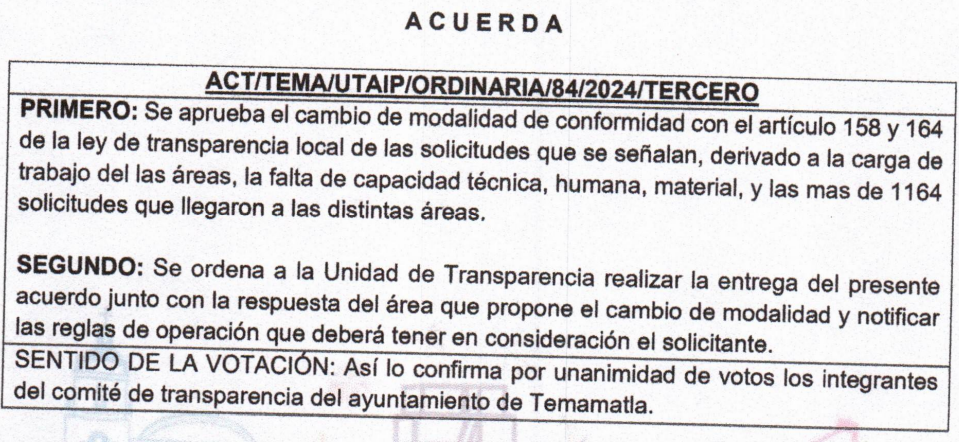 A C U E R D A
ACT/TEMA/UTAIP/ORDINARIA/84/2024/TERCERO
PRIMERO: Se aprueba el cambio de modalidad de conformidad con el artículo 158 y 164
de la ley de transparencia local de las solicitudes que se señalan, derivado a la carga de
trabajo del las áreas, la falta de capacidad técnica, humana, material, y las mas de 1164
solicitudes que llegaron a las distintas áreas.
SEGUNDO: Se ordena a la Unidad de Transparencia realizar la entrega del presente
acuerdo junto con la respuesta del área que propone el cambio de modalidad y notificar
las reglas de operación que deberá tener en consideración el solicitante.
SENTIDO DE LA VOTACIÓN: Así lo confirma por unanimidad de votos los integrantes
del comité de transparencia del ayuntamiento de Temamatla.